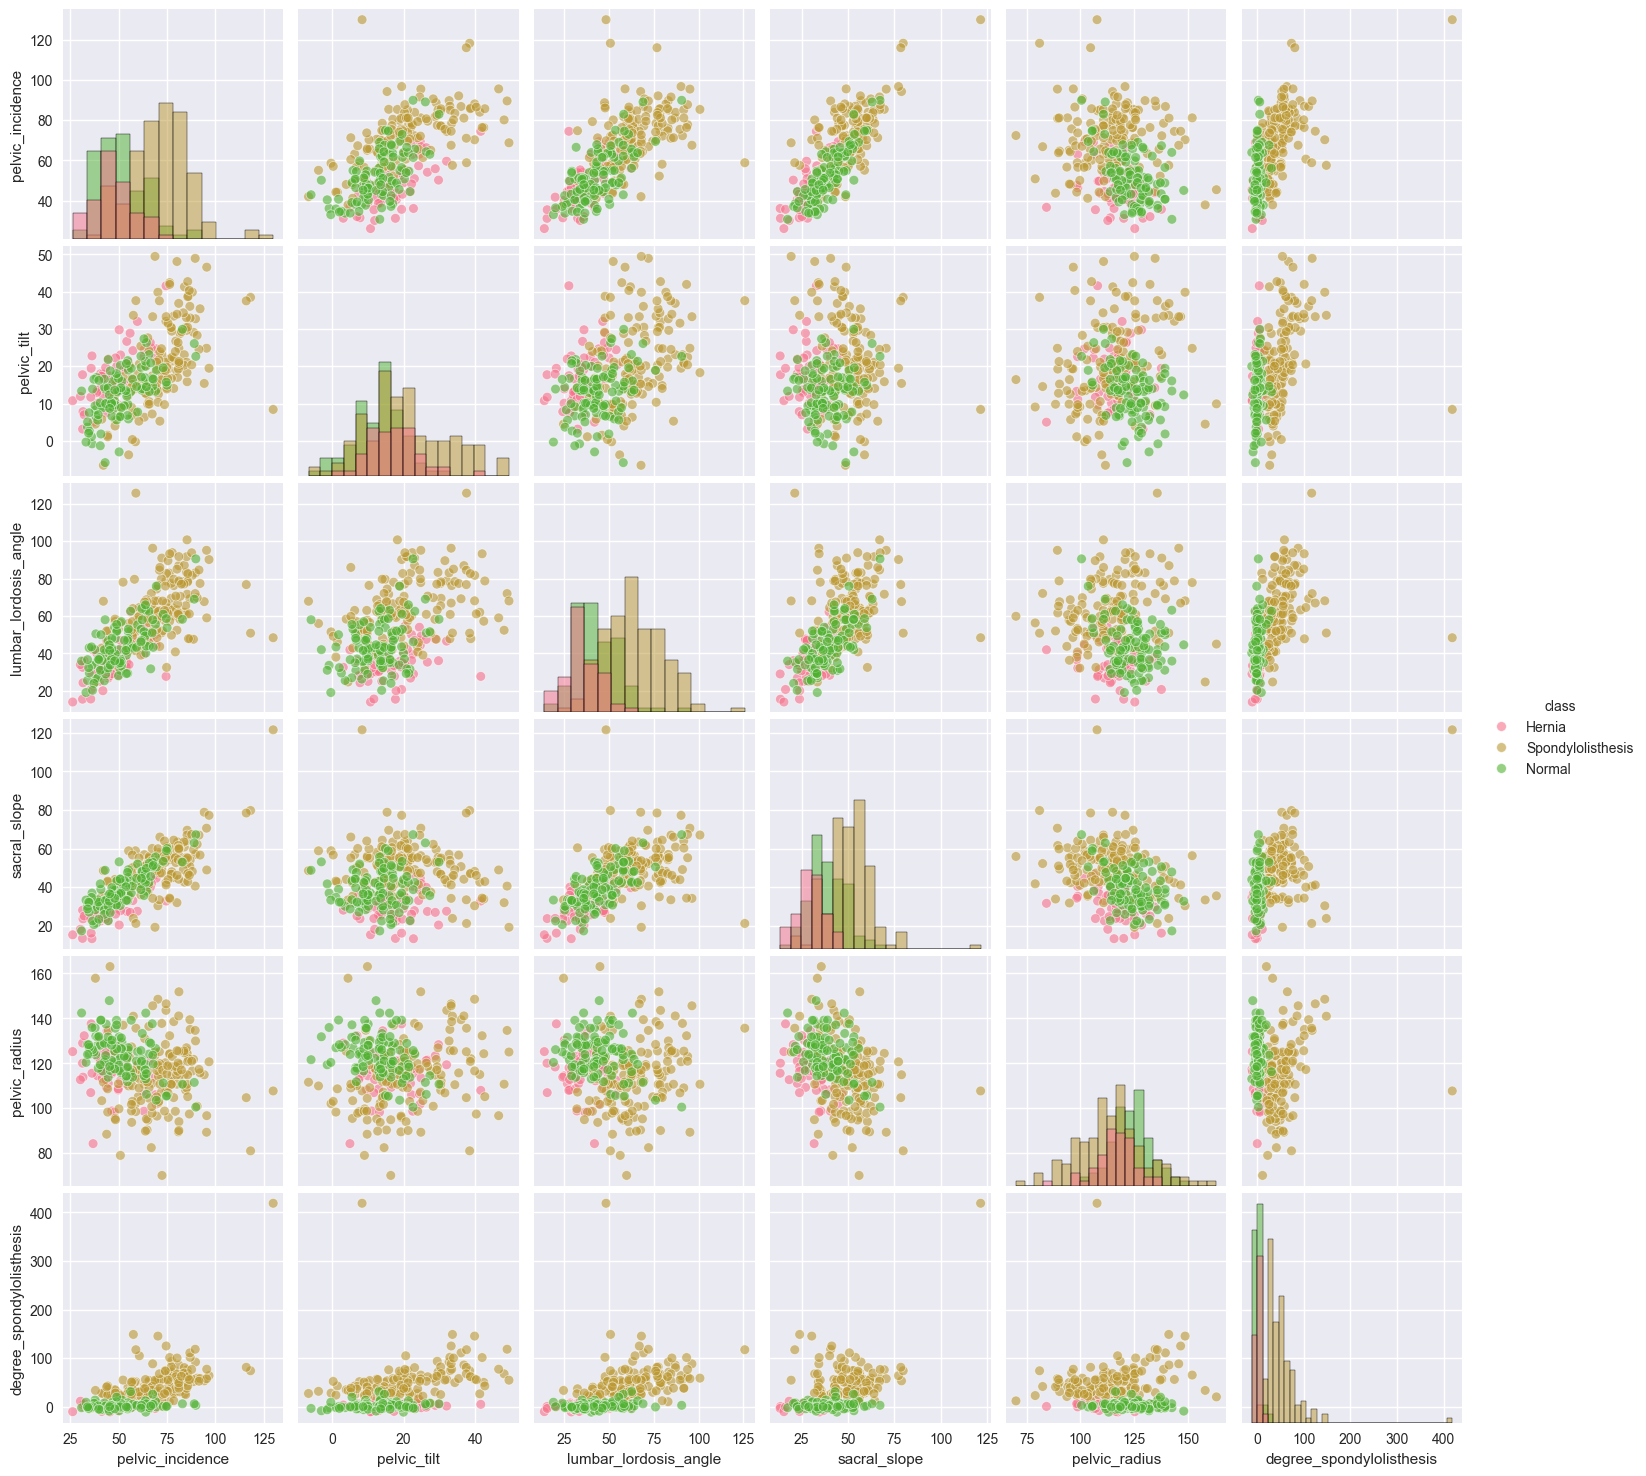 120
100
80
60
40
pelvic_incidence
50
40
30
20
10
0
pelvic_tilt
120
100
80
60
40
20
lumbar_lordosis_angle
class
Hernia
Spondylolisthesis
Normal
120
100
80
60
40
20
sacral_slope
160
140
120
100
80
pelvic_radius
400
300
200
100
0
degree_spondylolisthesis
25 50 75 100 125 0 20 40 25 50 75 100 125 25 50 75 100 125 75 100 125 150 0 100 200 300 400
pelvic_incidence pelvic_tilt lumbar_lordosis_angle sacral_slope pelvic_radius degree_spondylolisthesis